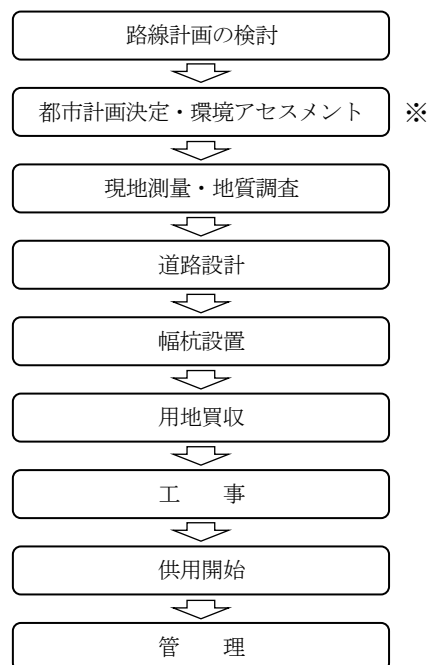 路線計画の検討
都市計画決定・環境アセスメント ※
現地測量・地質調査
道路設計
幅杭設置
用地買収
工　　事
供用開始
管　　理